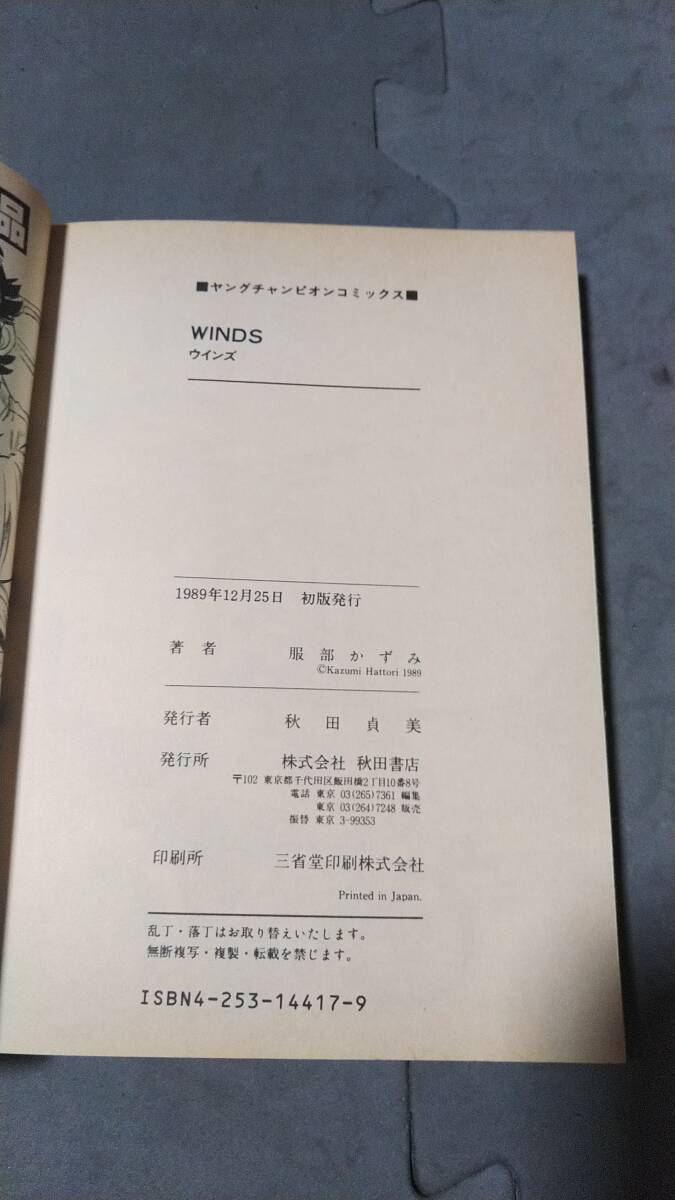 品
■ヤングチャンピオンコミックス■
WINDS
ウインズ
1989年12月25日 初版発行
著者 服部かずみ
©Kazumi Hattori 1989
発行者 秋田貞美
発行所 株式会社 秋田書店
〒102 東京都千代田区飯田橋2丁目10番8号
電話 東京 03(265)7361 編集
東京 03(264)7248 販売
振替 東京 3-99353
印刷所 三省堂印刷株式会社
Printed in Japan.
乱丁・落丁はお取り替えいたします。
無断複写・複製・転載を禁じます。
ISBN4-253-14417-9